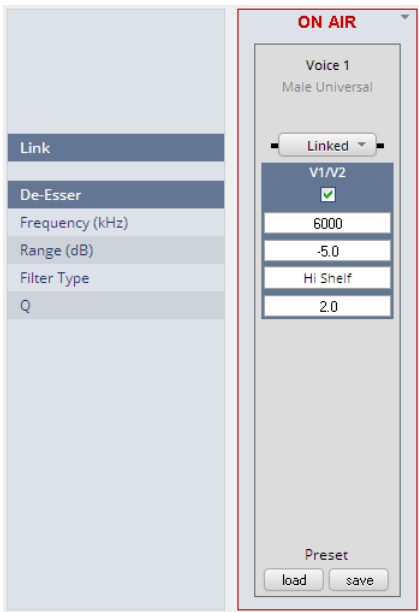 ON AIR
Voice 1
Male Universal
Link
Linked
V1/V2
De-Esser
Frequency (kHz)
6000
Range (dB)
-5.0
Filter Type
Hi Shelf
Q
2.0
Preset
load
save